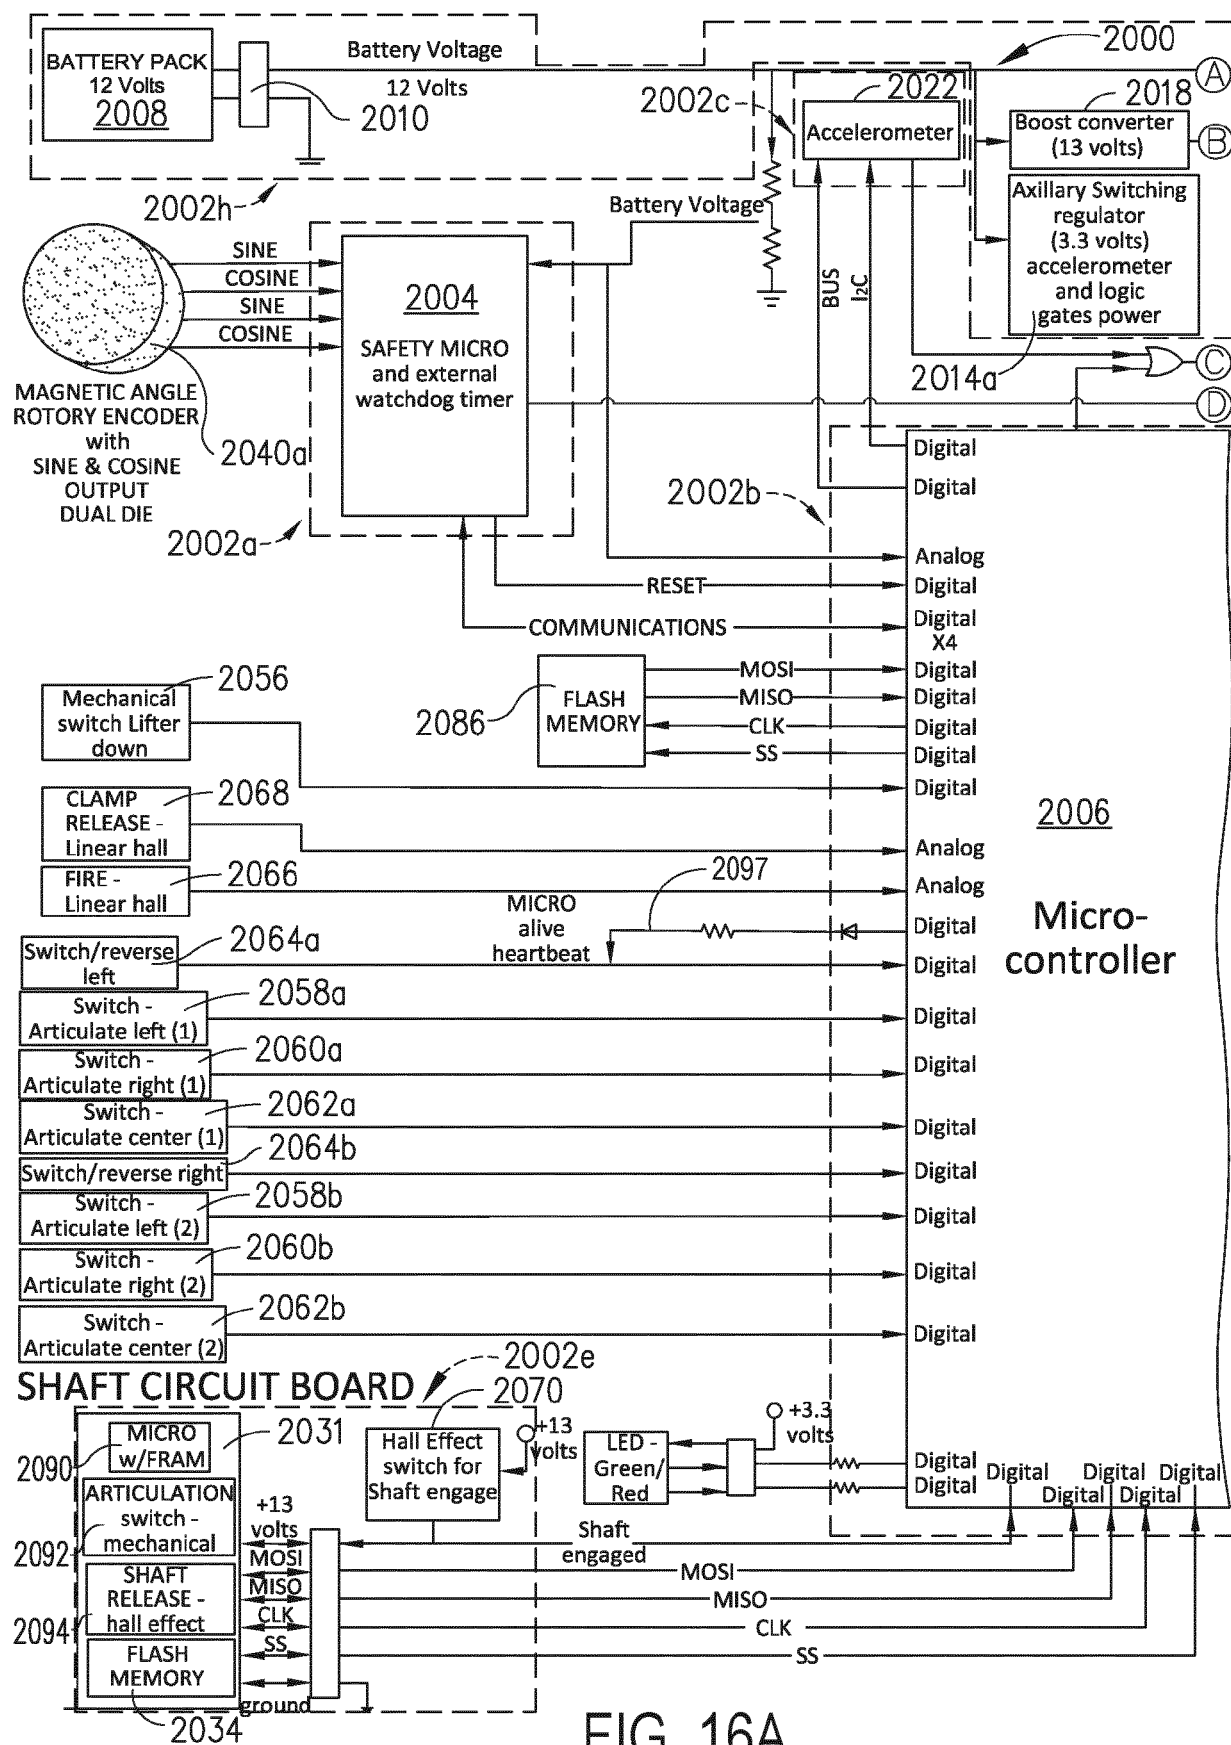 BATTERY PACK
12 Volts
2008
Battery Voltage
12 Volts
2010
2002h
2000
A
2002c
2022
Accelerometer
2018
Boost converter
(13 volts)
B
Axillary Switching
regulator
(3.3 volts)
accelerometer
and logic
gates power
2014a
C
D
Battery Voltage
BUS
I2C
SINE
COSINE
SINE
COSINE
2004
SAFETY MICRO
and external
watchdog timer
MAGNETIC ANGLE
ROTORY ENCODER
with
SINE & COSINE
OUTPUT
DUAL DIE
2040a
2002a
2002b
Digital
Digital
Analog
RESET
Digital
COMMUNICATIONS
Digital
X4
FLASH
MEMORY
2086
MOSI
Digital
MISO
Digital
CLK
Digital
SS
Digital
Mechanical
switch Lifter
down
2056
Digital
2006
Micro-
controller
CLAMP
RELEASE -
Linear hall
2068
Analog
FIRE -
Linear hall
2066
Analog
2097
MICRO
alive
heartbeat
Digital
Switch/reverse
left
2064a
Digital
Switch -
Articulate left (1)
2058a
Digital
Switch -
Articulate right (1)
2060a
Digital
Switch -
Articulate center (1)
2062a
Digital
Switch/reverse right
2064b
Digital
Switch -
Articulate left (2)
2058b
Digital
Switch -
Articulate right (2)
2060b
Digital
Switch -
Articulate center (2)
2062b
Digital
SHAFT CIRCUIT BOARD
2002e
2070
2031
MICRO
w/FRAM
2090
Hall Effect
switch for
Shaft engage
+13
volts
LED -
Green/
Red
+3.3
volts
Digital
Digital
Digital
Digital
Digital
Digital
Digital
ARTICULATION
switch -
mechanical
2092
SHAFT
RELEASE -
hall effect
2094
FLASH
MEMORY
2034
+13
volts
MOSI
MISO
CLK
SS
ground
Shaft
engaged
MOSI
MISO
CLK
SS
FIG. 16A